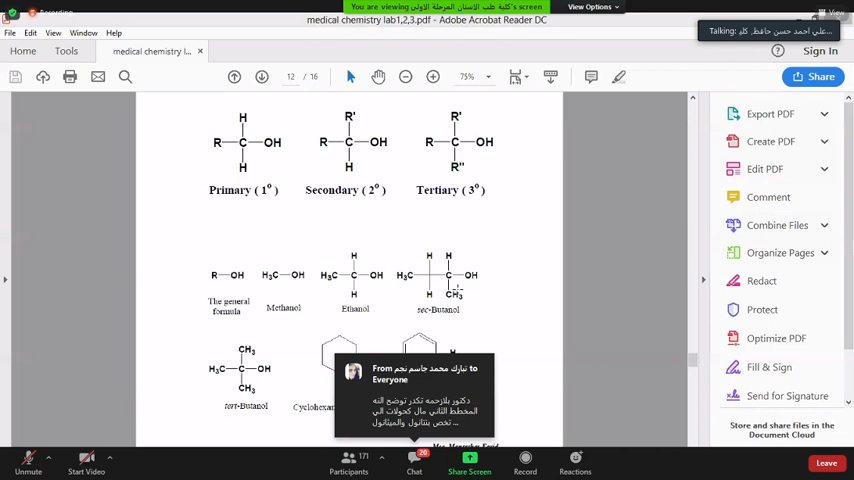 You are viewing كلية طب الاسنان المرحلة الاولى's screen
View Options
View
Recording
medical chemistry lab1,2,3.pdf - Adobe Acrobat Reader DC
File Edit View Window Help
Talking: علي احمد حسن حافظ, كلي...
Home Tools medical chemistry l... ×
Sign In
12 / 16
75%
Share
H R' R'
R—C—OH R—C—OH R—C—OH
H H R"
Primary ( 1° ) Secondary ( 2° ) Tertiary ( 3° )
H H H
R—OH H₃C—OH H₃C—C—OH H₃C C—OH
H H CH₃
The general formula
Methanol
Ethanol
sec-Butanol
CH₃
H₃C—C—OH
CH₃
tert-Butanol
Cyclohexan
H
From تبارك محمد جاسم نجم to Everyone
دكتور بلازحمه تكدر توضح النه
المخطط الثاني مال كحولات الي
تخص بنتانول والميثانول ...
Export PDF
Create PDF
Edit PDF
Comment
Combine Files
Organize Pages
Redact
Protect
Optimize PDF
Fill & Sign
Send for Signature
Store and share files in the Document Cloud
Unmute
Start Video
Participants 171
Chat 20
Share Screen
Record
Reactions
Leave